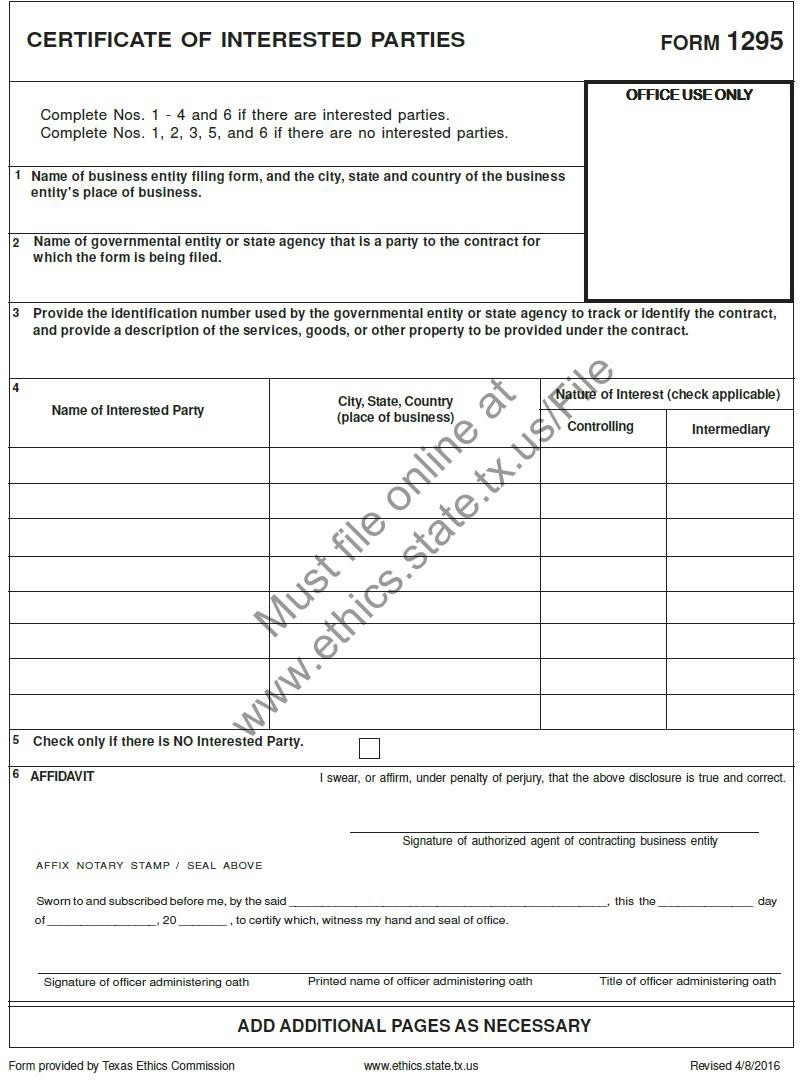 CERTIFICATE OF INTERESTED PARTIES
FORM 1295
OFFICE USE ONLY
Complete Nos. 1 - 4 and 6 if there are interested parties.
Complete Nos. 1, 2, 3, 5, and 6 if there are no interested parties.
1 Name of business entity filing form, and the city, state and country of the business
entity's place of business.
2 Name of governmental entity or state agency that is a party to the contract for
which the form is being filed.
3 Provide the identification number used by the governmental entity or state agency to track or identify the contract,
and provide a description of the services, goods, or other property to be provided under the contract.
4
Name of Interested Party
City, State, Country
(place of business)
Nature of Interest (check applicable)
Controlling
Intermediary
Must file online at
www.ethics.state.tx.us/File
5 Check only if there is NO Interested Party.
6 AFFIDAVIT
I swear, or affirm, under penalty of perjury, that the above disclosure is true and correct.
Signature of authorized agent of contracting business entity
AFFIX NOTARY STAMP / SEAL ABOVE
Sworn to and subscribed before me, by the said ________________________________________, this the ____________ day
of ______________, 20 ______ , to certify which, witness my hand and seal of office.
Signature of officer administering oath
Printed name of officer administering oath
Title of officer administering oath
ADD ADDITIONAL PAGES AS NECESSARY
Form provided by Texas Ethics Commission
www.ethics.state.tx.us
Revised 4/8/2016